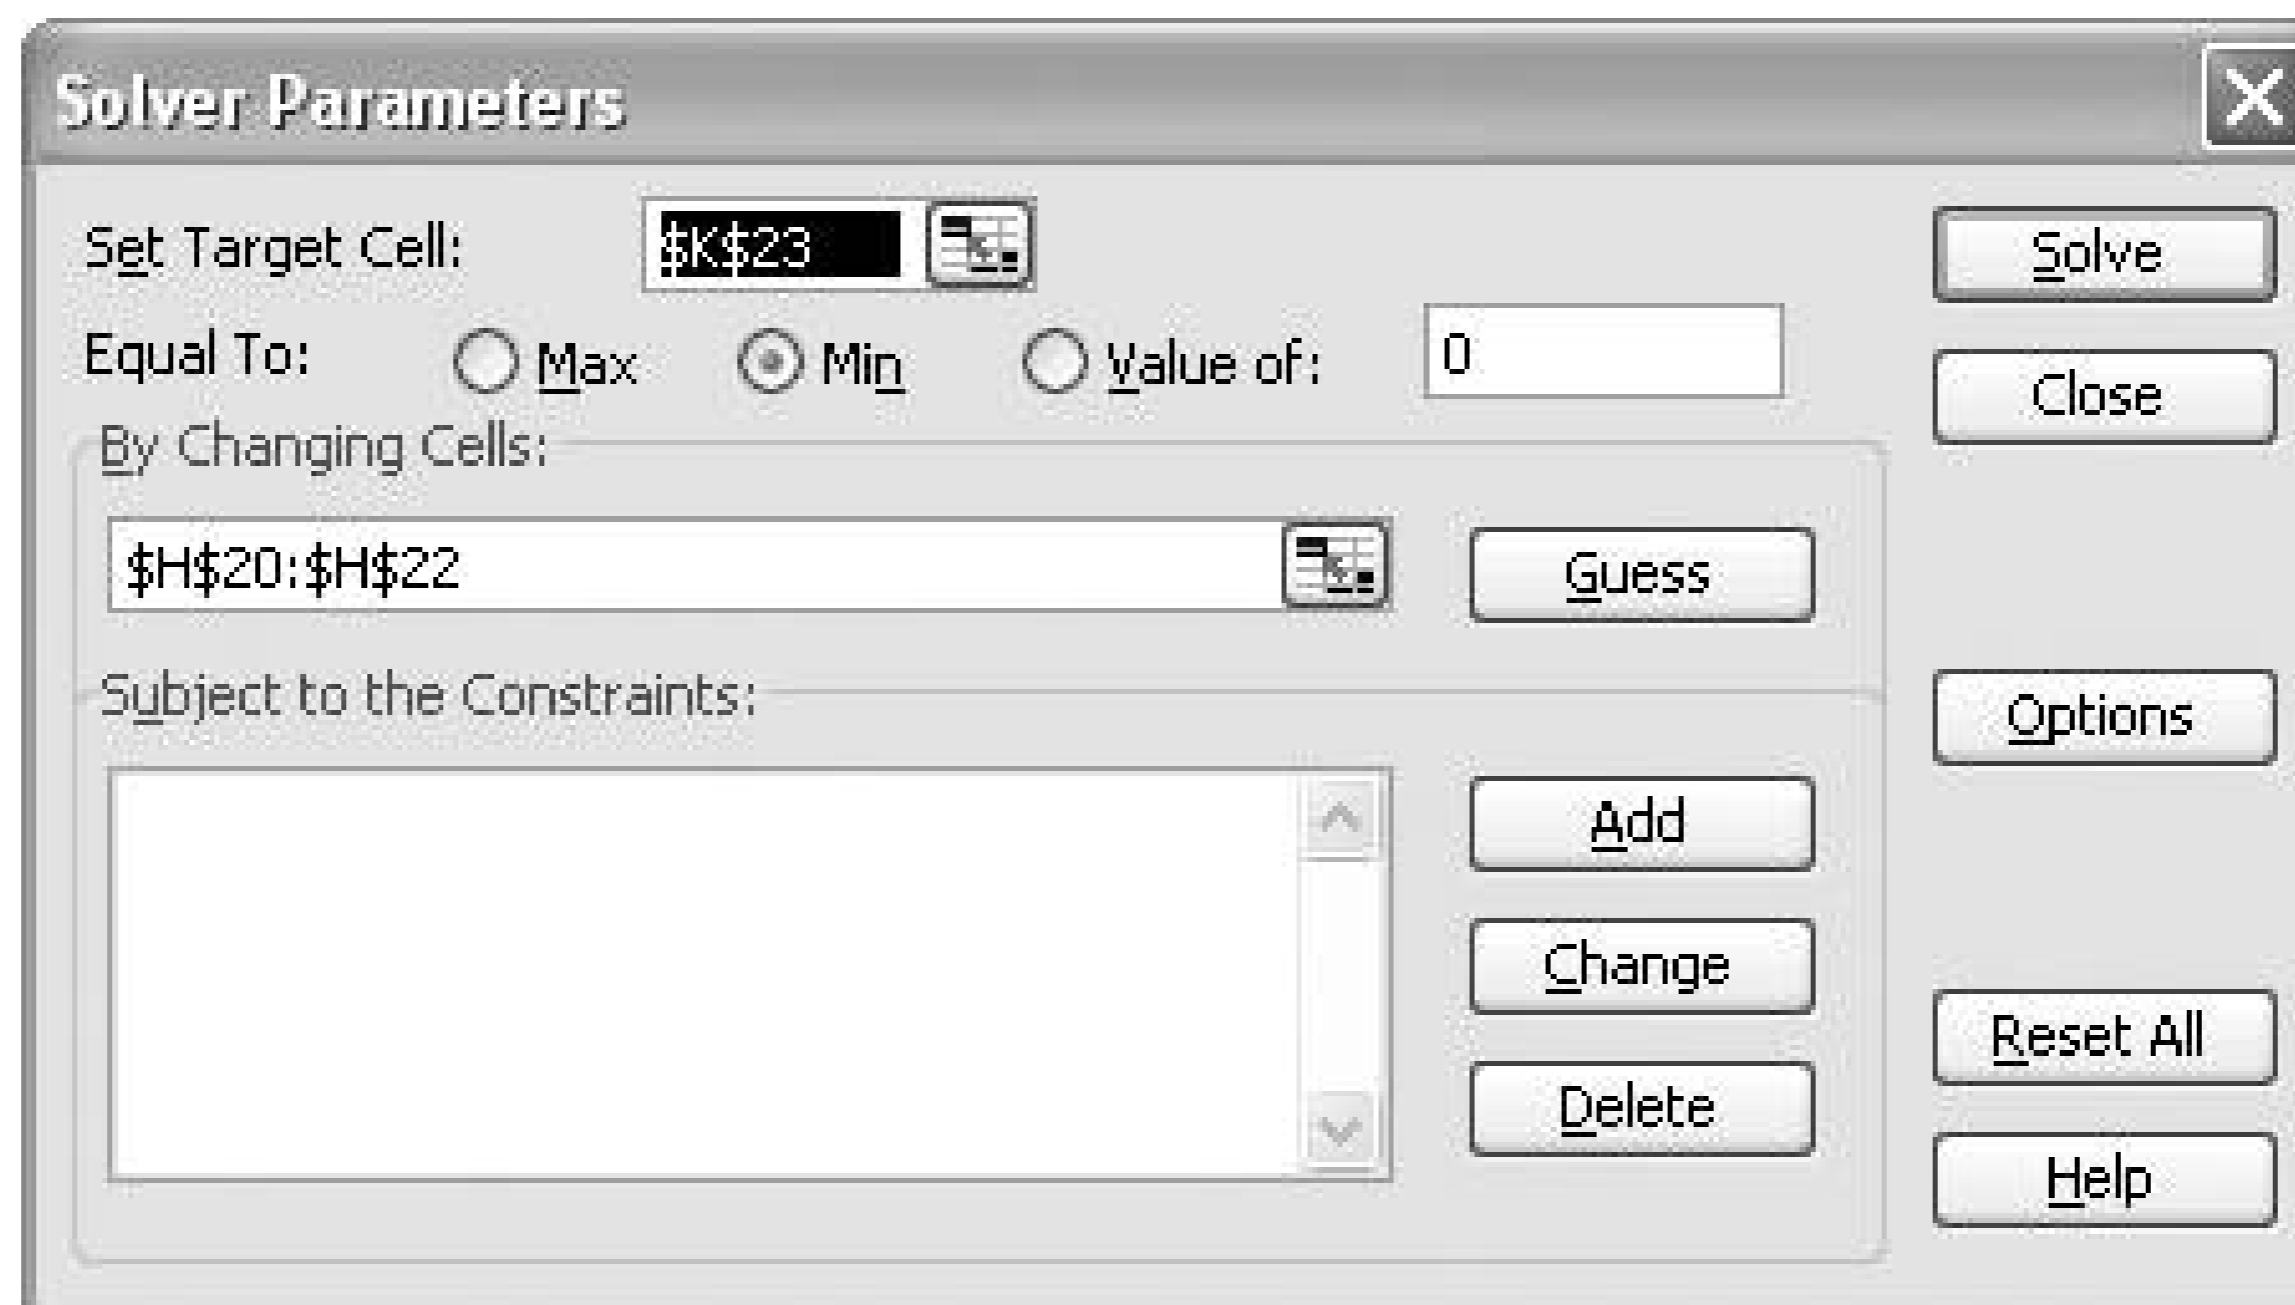 Solver Parameters
Set Target Cell: $K$23
Solve
Equal To: Max Min Value of: 0
Close
By Changing Cells:
$H$20:$H$22
Guess
Subject to the Constraints:
Options
Add
Change
Reset All
Delete
Help